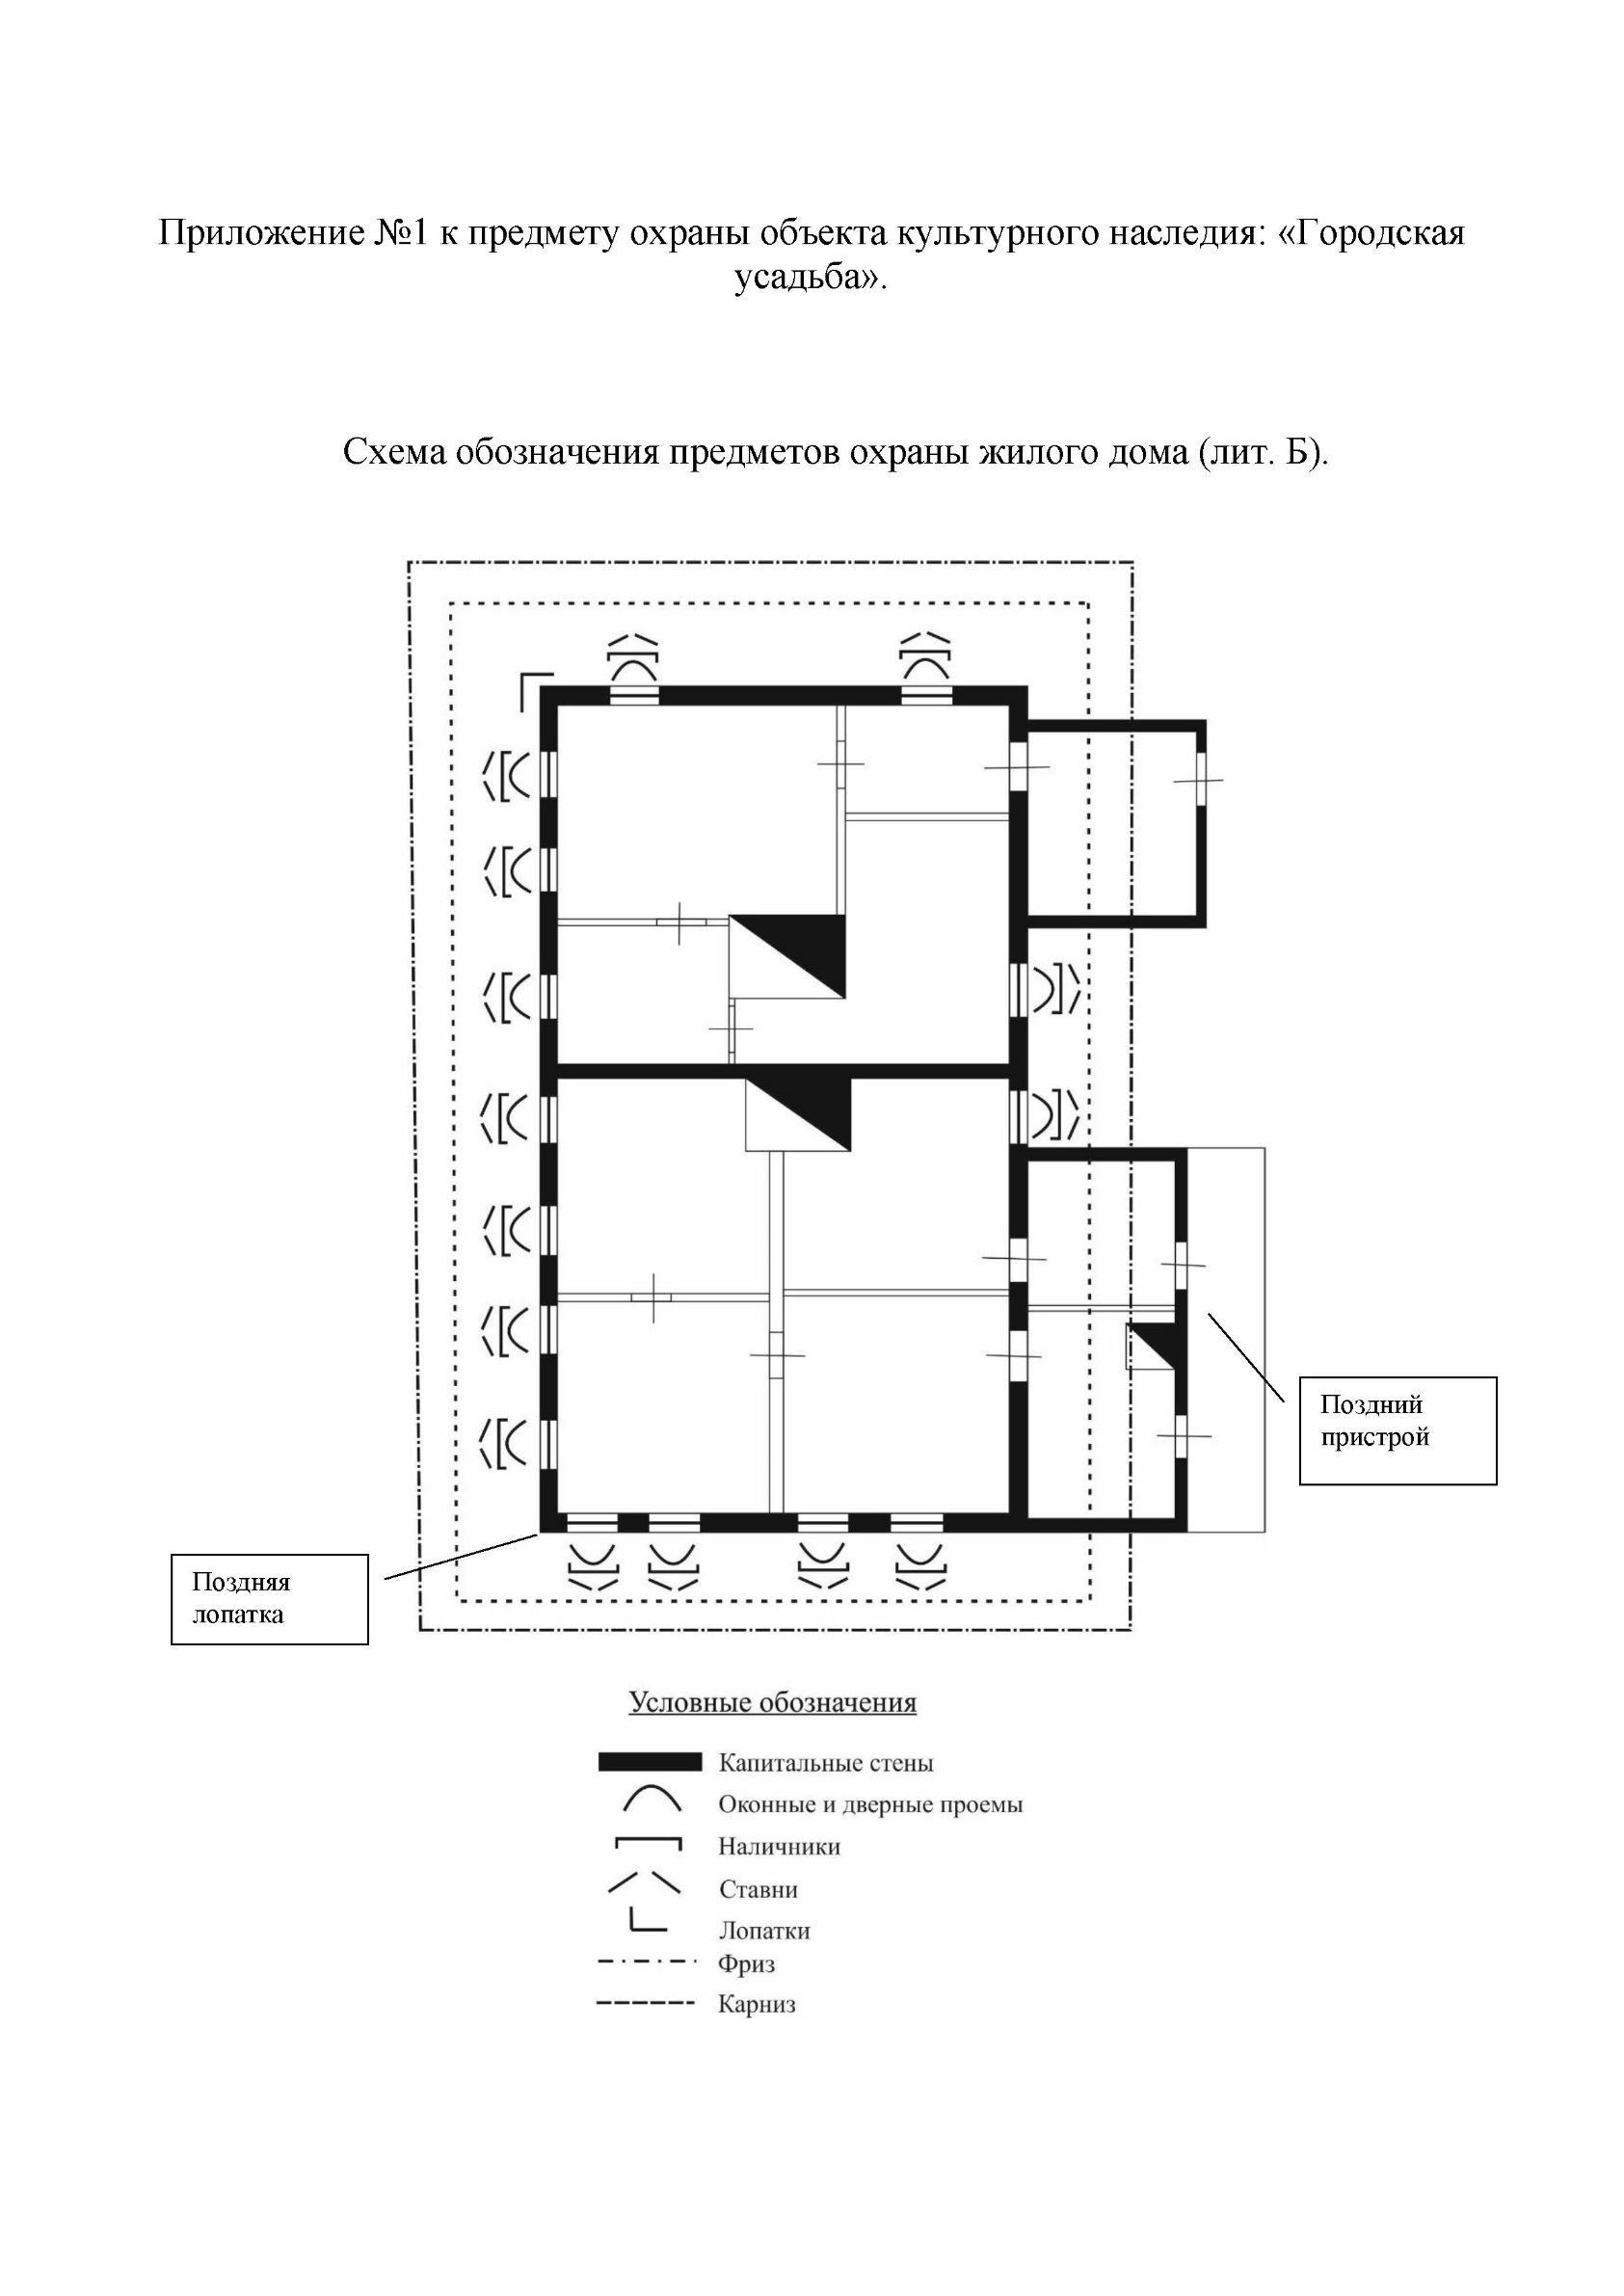 Приложение №1 к предмету охраны объекта культурного наследия: «Городская
усадьба».
Схема обозначения предметов охраны жилого дома (лит. Б).
Поздний
пристрой
Поздняя
лопатка
Условные обозначения
Капитальные стены
Оконные и дверные проемы
Наличники
Ставни
Лопатки
Фриз
Карниз